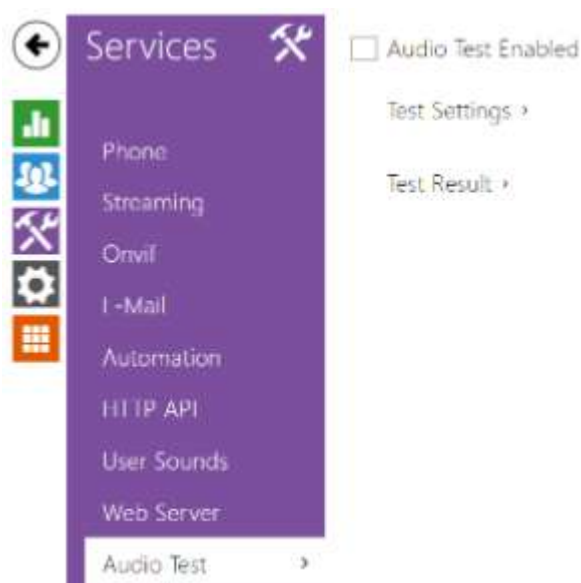 Services
Audio Test Enabled
Test Settings ›
Test Result ›
Phone
Streaming
Onvif
E-Mail
Automation
HTTP API
User Sounds
Web Server
Audio Test ›